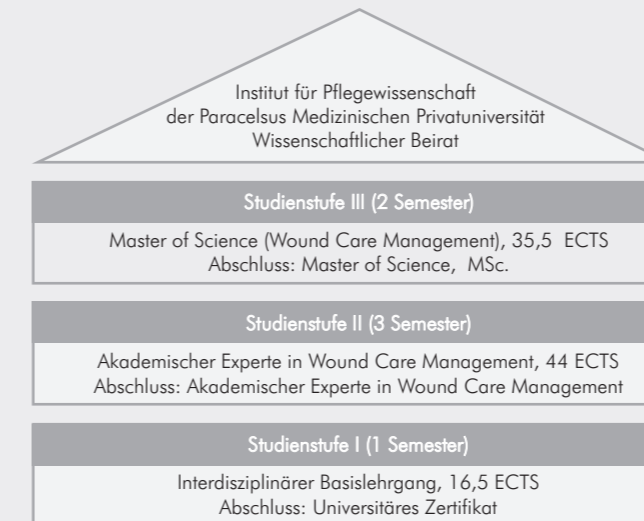 Institut für Pflegewissenschaft
der Paracelsus Medizinischen Privatuniversität
Wissenschaftlicher Beirat
Studienstufe III (2 Semester)
Master of Science (Wound Care Management), 35,5 ECTS
Abschluss: Master of Science, MSc.
Studienstufe II (3 Semester)
Akademischer Experte in Wound Care Management, 44 ECTS
Abschluss: Akademischer Experte in Wound Care Management
Studienstufe I (1 Semester)
Interdisziplinärer Basislehrgang, 16,5 ECTS
Abschluss: Universitäres Zertifikat